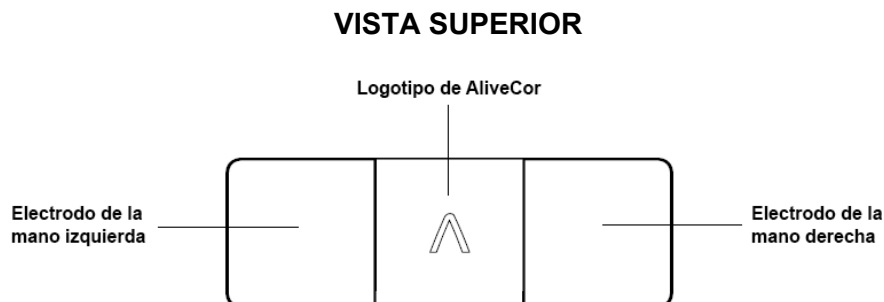 VISTA SUPERIOR
Logotipo de AliveCor
Electrodo de la
mano izquierda
Electrodo de la
mano derecha